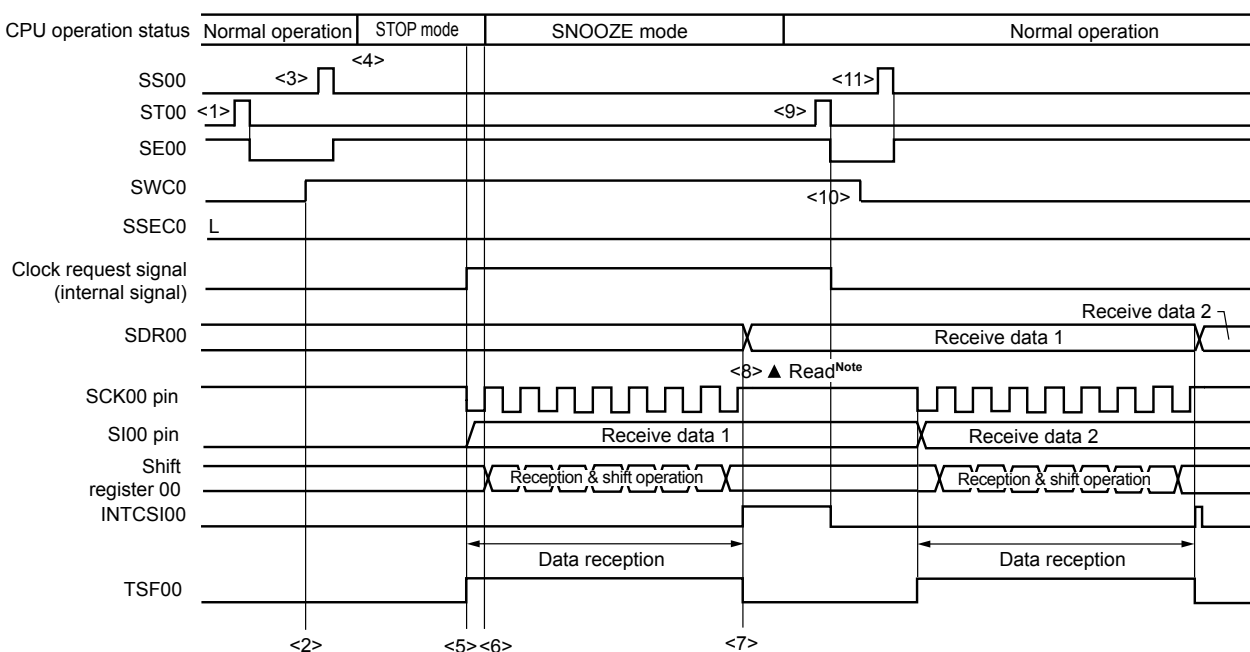 CPU operation status Normal operation STOP mode SNOOZE mode Normal operation
<4>
SS00 <3> <11>
ST00 <1> <9>
SE00
SWC0
<10>
SSEC0 L
Clock request signal
(internal signal)
Receive data 2
SDR00 Receive data 1
<8> ▲ ReadNote
SCK00 pin
SI00 pin Receive data 1 Receive data 2
Shift
register 00 Reception & shift operation Reception & shift operation
INTCSI00
Data reception Data reception
TSF00
<2> <5> <6> <7>